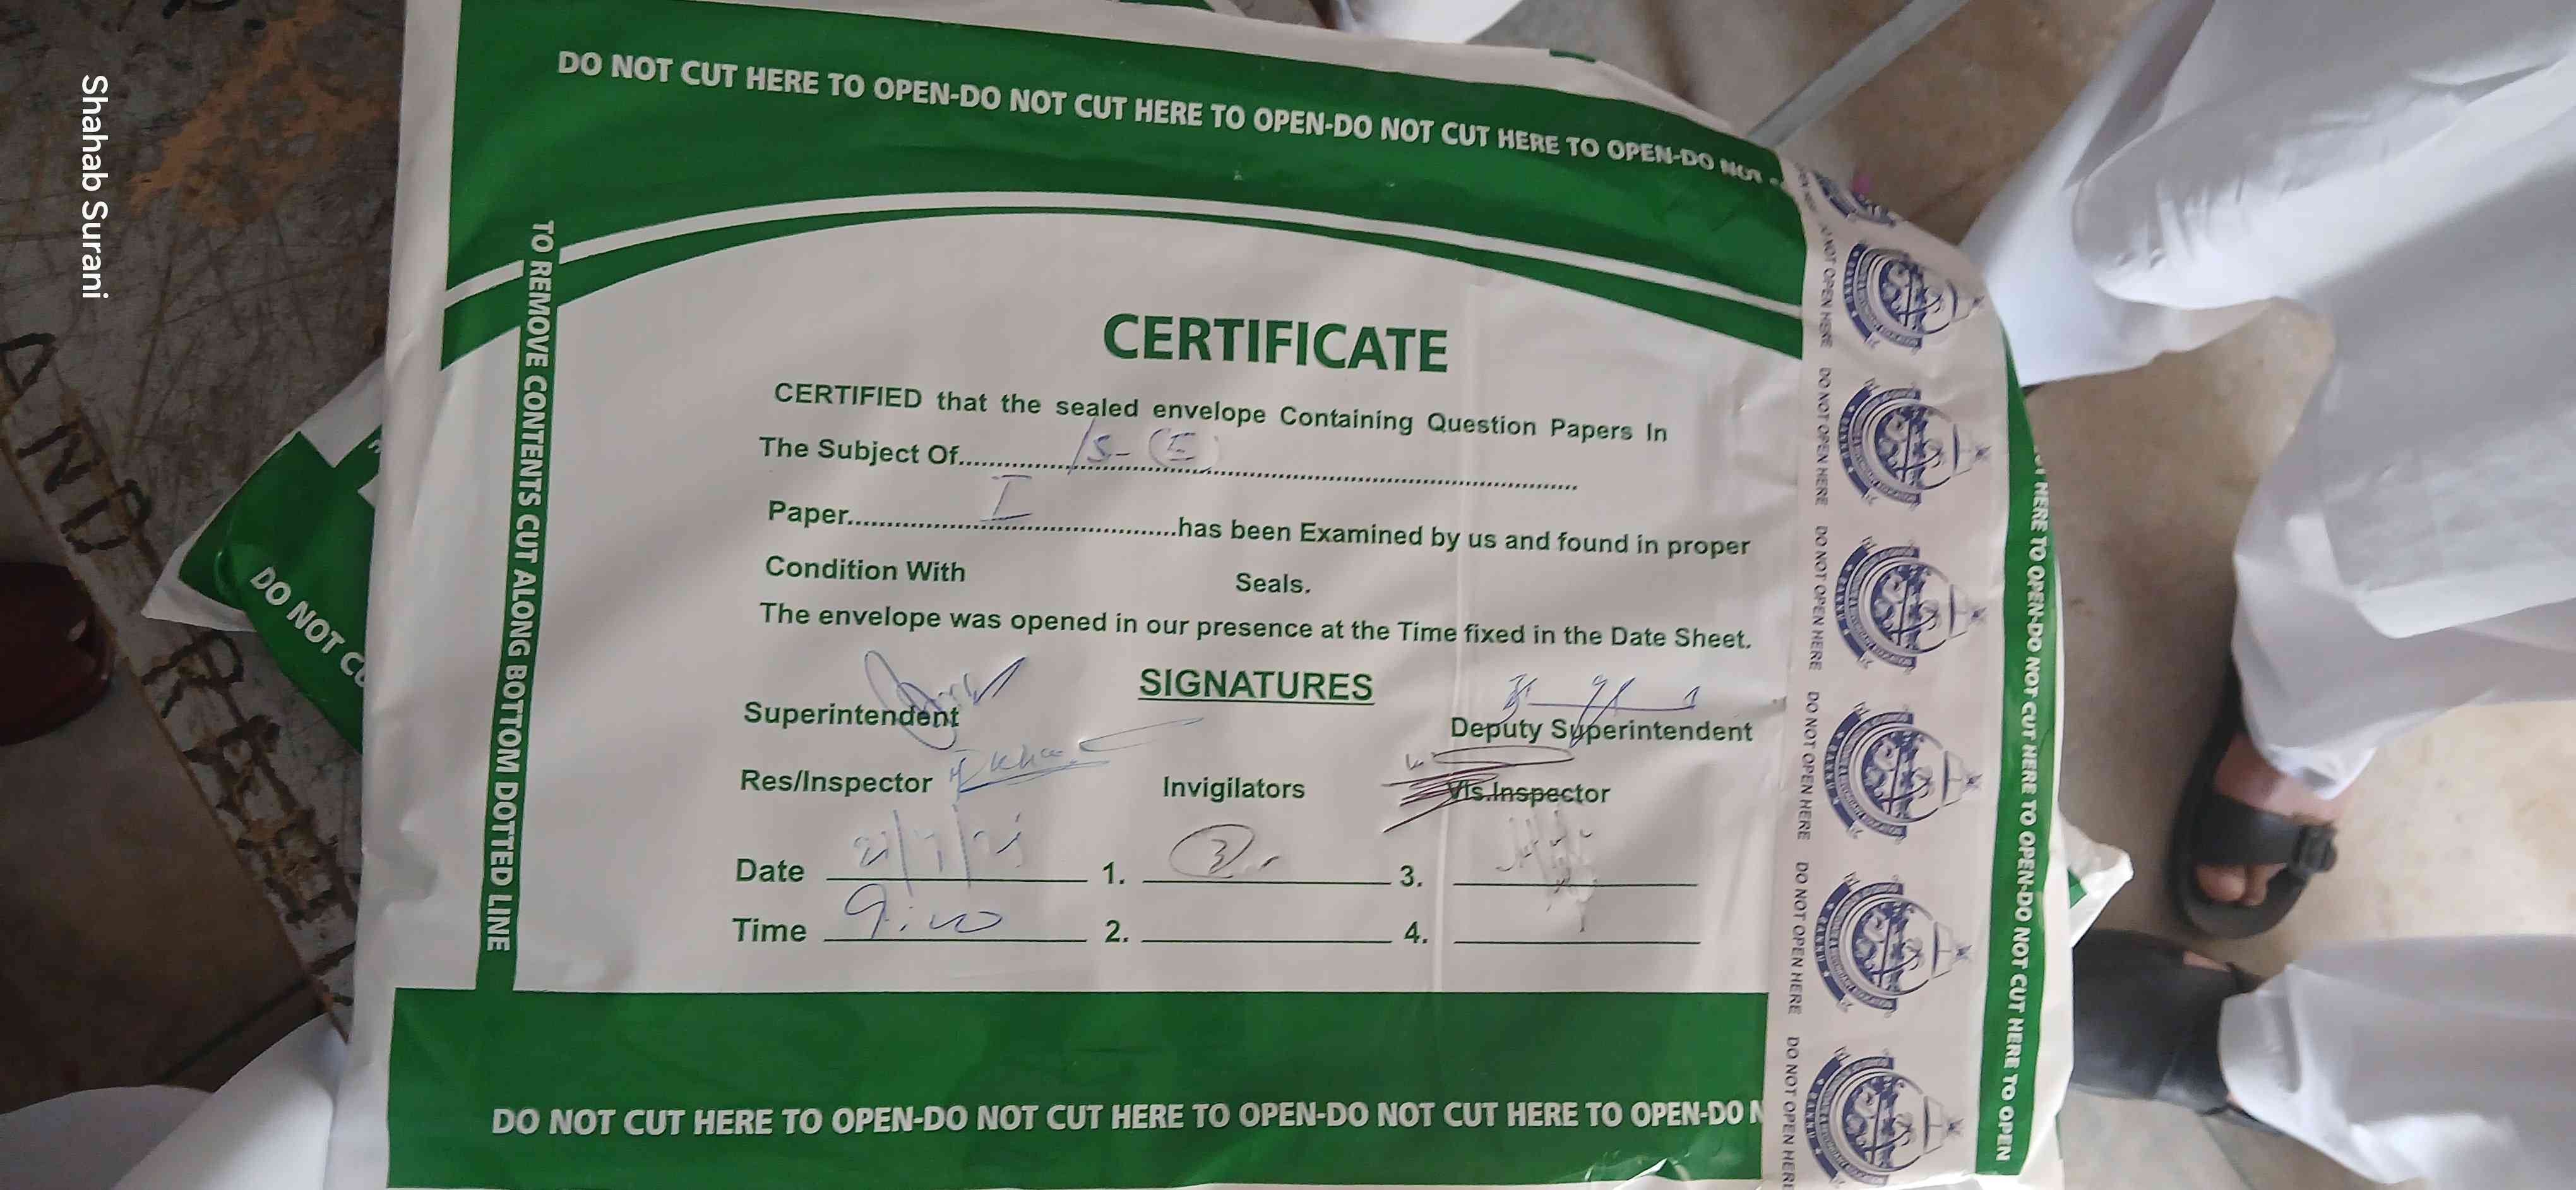 Shahab Surani
DO NOT CUT HERE TO OPEN-DO NOT CUT HERE TO OPEN-DO NOT CUT HERE TO OPEN-DO NOT
TO REMOVE CONTENTS CUT ALONG BOTTOM DOTTED LINE
CERTIFICATE
CERTIFIED that the sealed envelope Containing Question Papers In
The Subject Of
Paper I has been Examined by us and found in proper
Condition With Seals.
The envelope was opened in our presence at the Time fixed in the Date Sheet.
SIGNATURES
Superintendent Deputy Superintendent
Res/Inspector Invigilators Vis.Inspector
Date 1. 3.
Time 2. 4.
DO NOT CUT HERE TO OPEN-DO NOT CUT HERE TO OPEN-DO NOT CUT HERE TO OPEN-DO N
DO NOT OPEN HERE
DO NOT OPEN HERE
DO NOT OPEN HERE
DO NOT OPEN HERE
DO NOT OPEN HERE
DO NOT OPEN HERE
HERE TO OPEN-DO NOT CUT HERE TO OPEN-DO NOT CUT HERE TO OPEN
DO NOT CU
AND